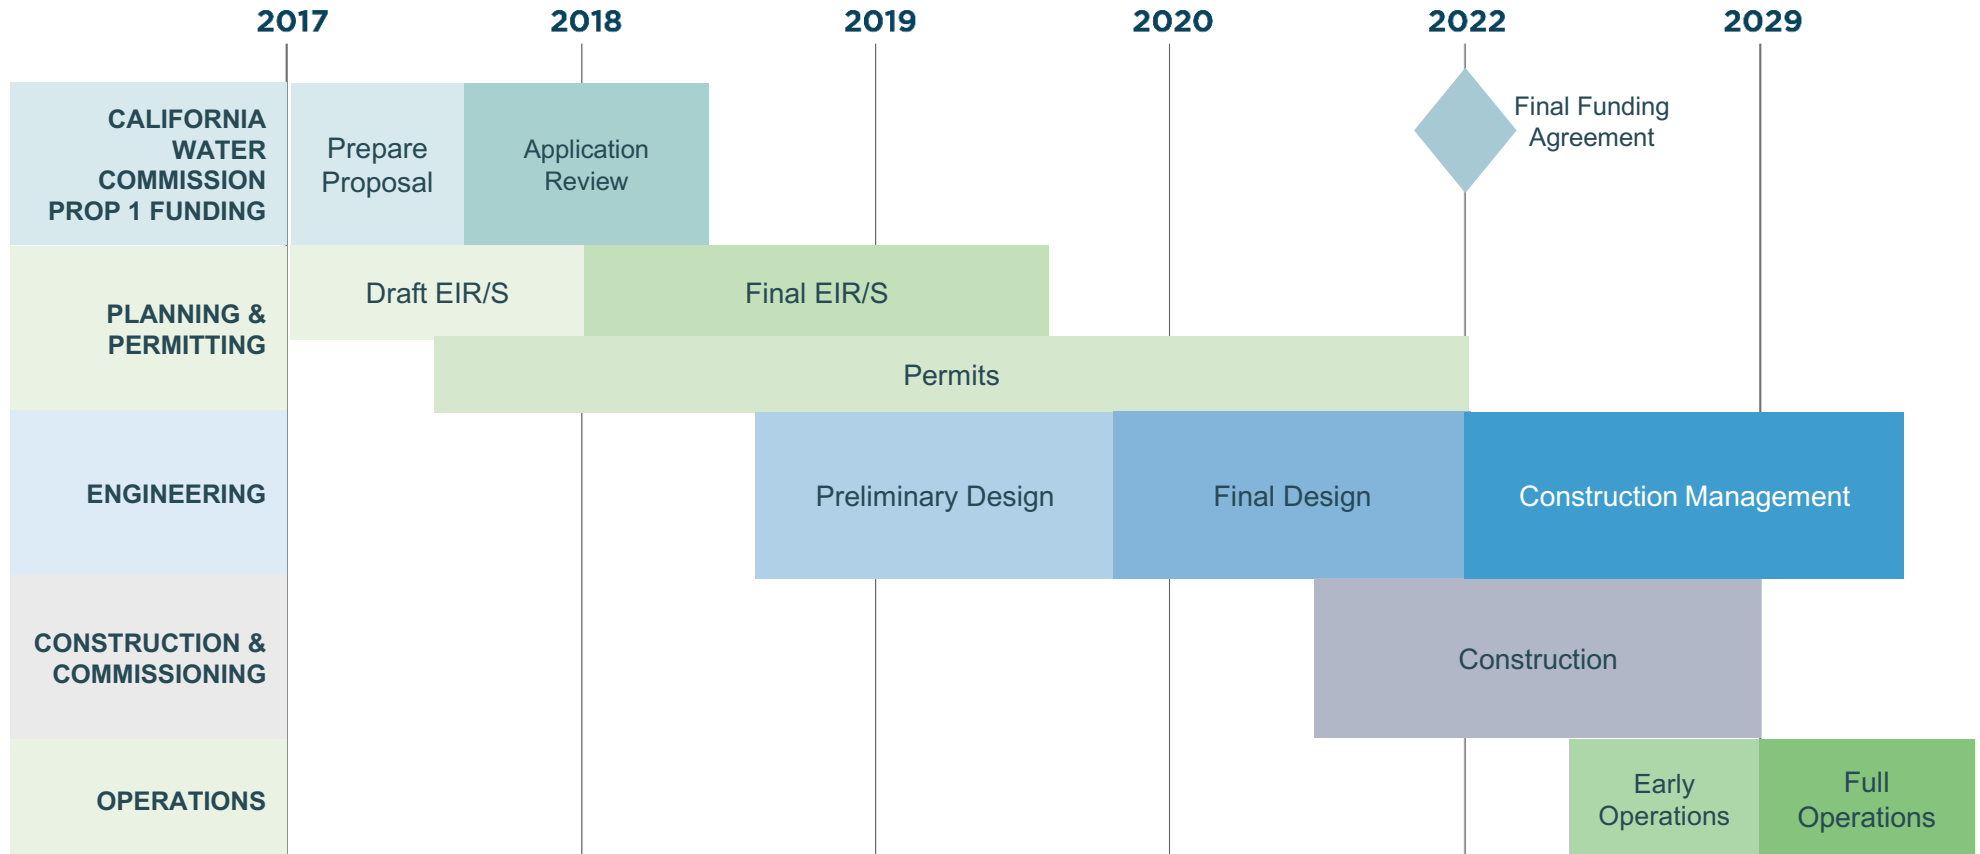 2017 2018 2019 2020 2022 2029
CALIFORNIA
WATER
COMMISSION
PROP 1 FUNDING
Prepare
Proposal
Application
Review
Final Funding
Agreement
PLANNING &
PERMITTING
Draft EIR/S
Final EIR/S
Permits
ENGINEERING
Preliminary Design
Final Design
Construction Management
CONSTRUCTION &
COMMISSIONING
Construction
OPERATIONS
Early
Operations
Full
Operations